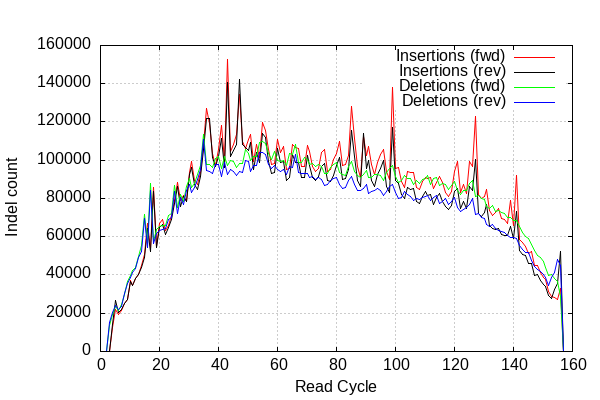 160000
140000
120000
100000
80000
60000
40000
20000
0
Indel count
Insertions (fwd)
Insertions (rev)
Deletions (fwd)
Deletions (rev)
0 20 40 60 80 100 120 140 160
Read Cycle